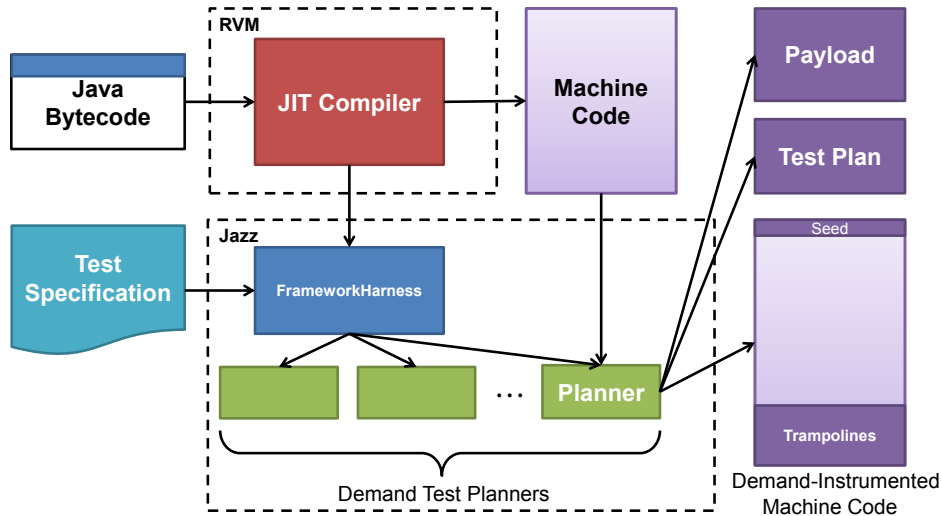 RVM
Java
Bytecode
JIT Compiler
Machine
Code
Payload
Test Plan
Jazz
Test
Specification
FrameworkHarness
Seed
...
Planner
Trampolines
Demand Test Planners
Demand-Instrumented
Machine Code